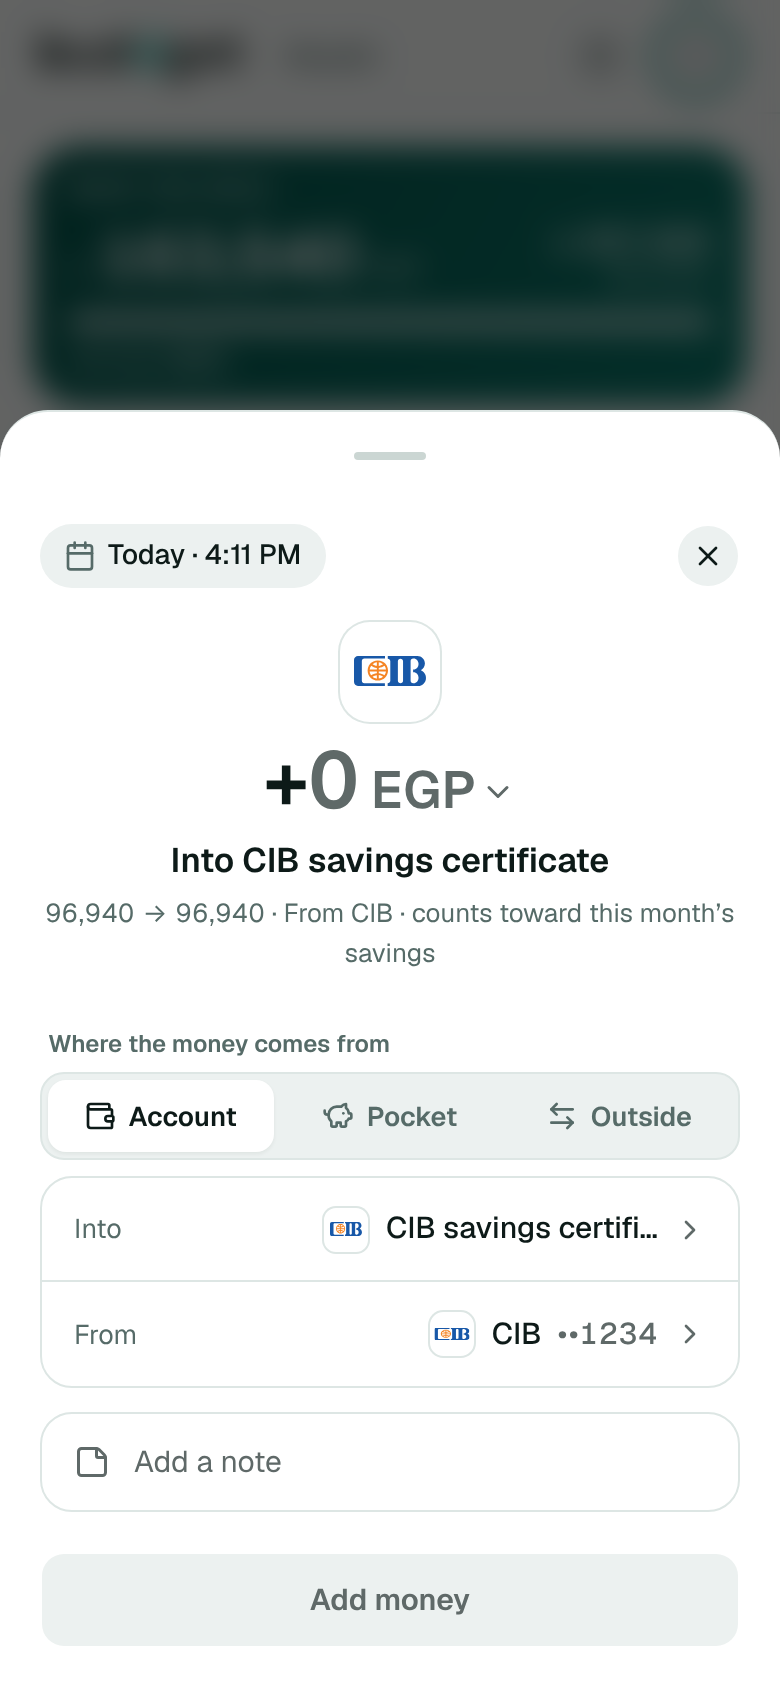 Today · 4:11 PM
CIB
+0 EGP
Into CIB savings certificate
96,940 → 96,940 · From CIB · counts toward this month’s
savings
Where the money comes from
Account
Pocket
Outside
Into
CIB
CIB savings certifi...
From
CIB
CIB ••1234
Add a note
Add money